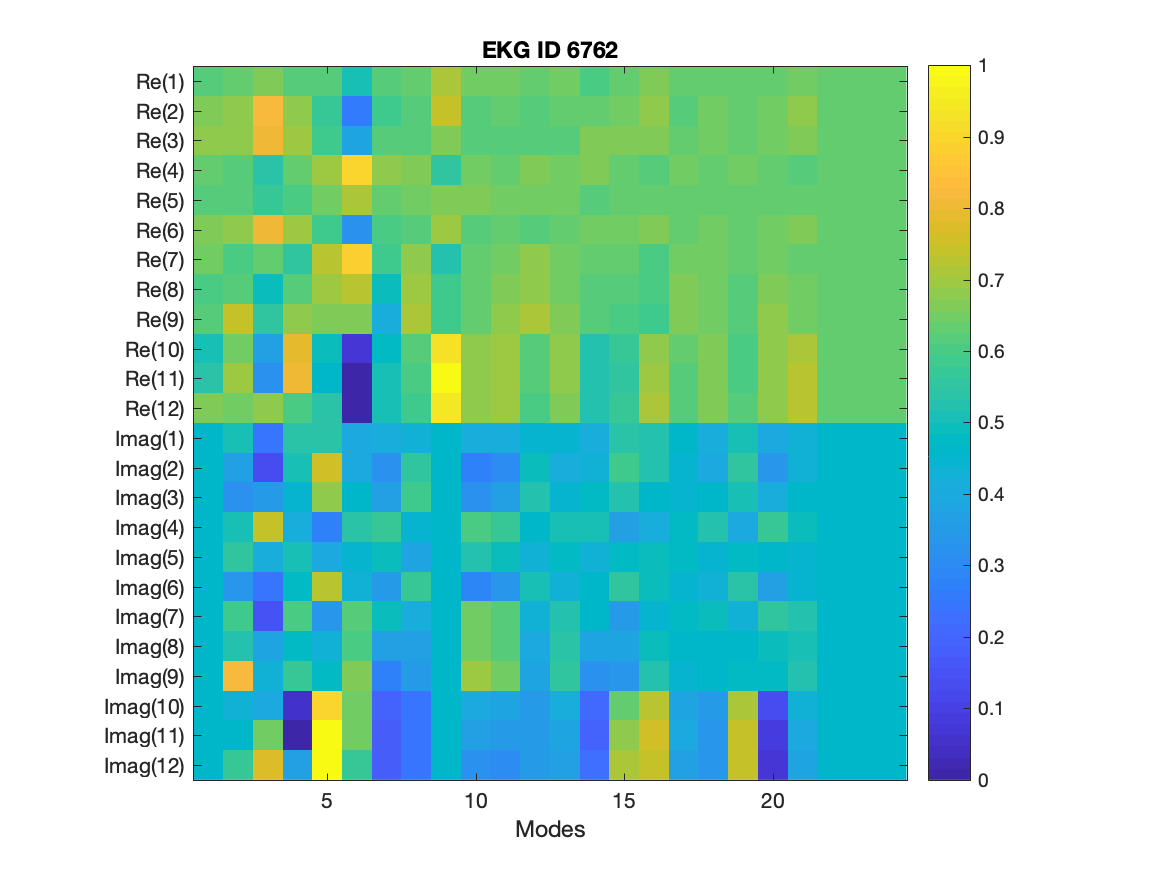 EKG ID 6762
Re(1)
Re(2)
Re(3)
Re(4)
Re(5)
Re(6)
Re(7)
Re(8)
Re(9)
Re(10)
Re(11)
Re(12)
Imag(1)
Imag(2)
Imag(3)
Imag(4)
Imag(5)
Imag(6)
Imag(7)
Imag(8)
Imag(9)
Imag(10)
Imag(11)
Imag(12)
5 10 15 20
Modes
1
0.9
0.8
0.7
0.6
0.5
0.4
0.3
0.2
0.1
0